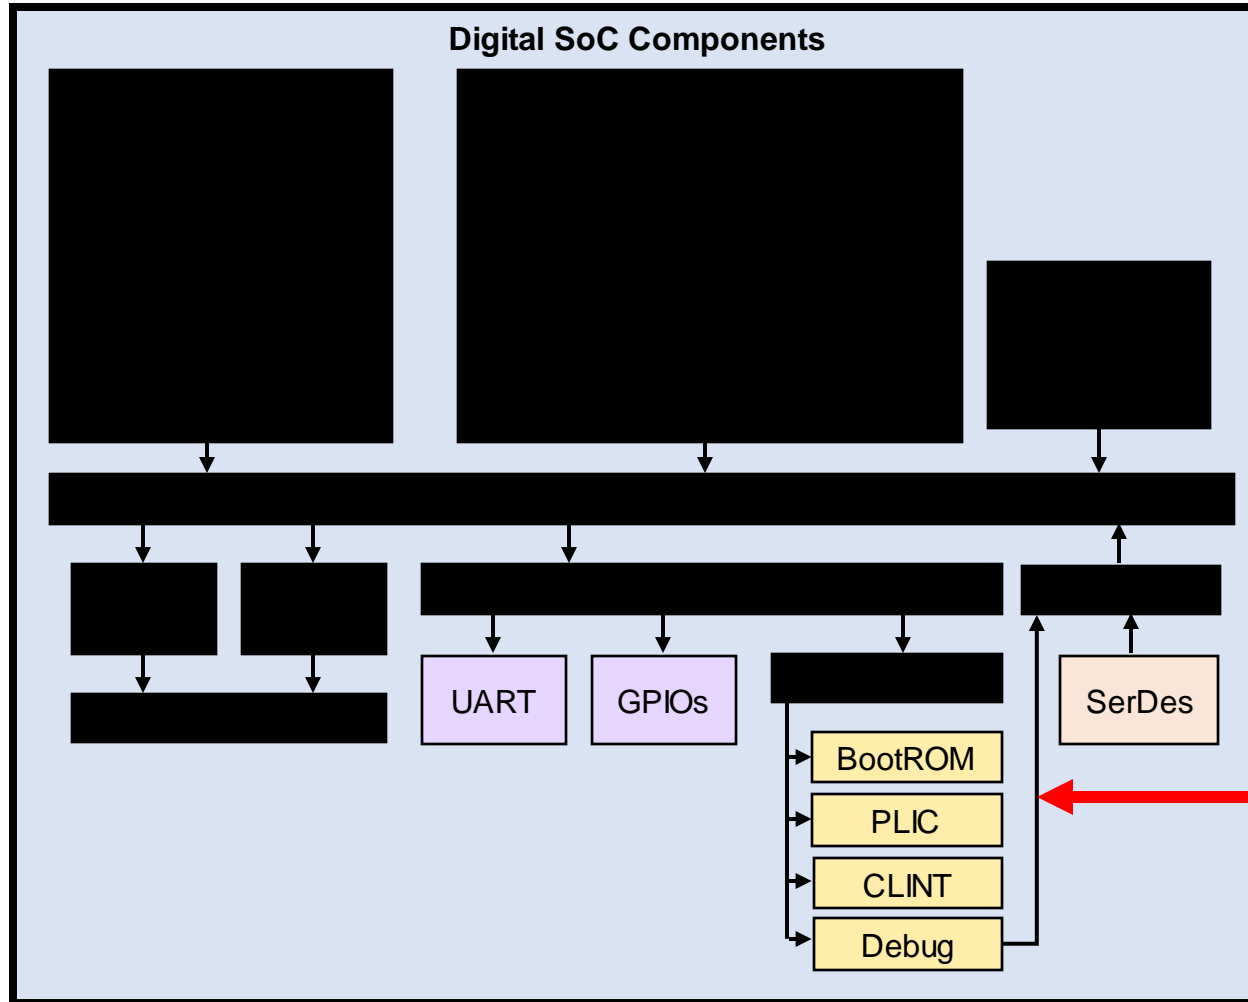 Digital SoC Components
UART
GPIOs
SerDes
BootROM
PLIC
CLINT
Debug